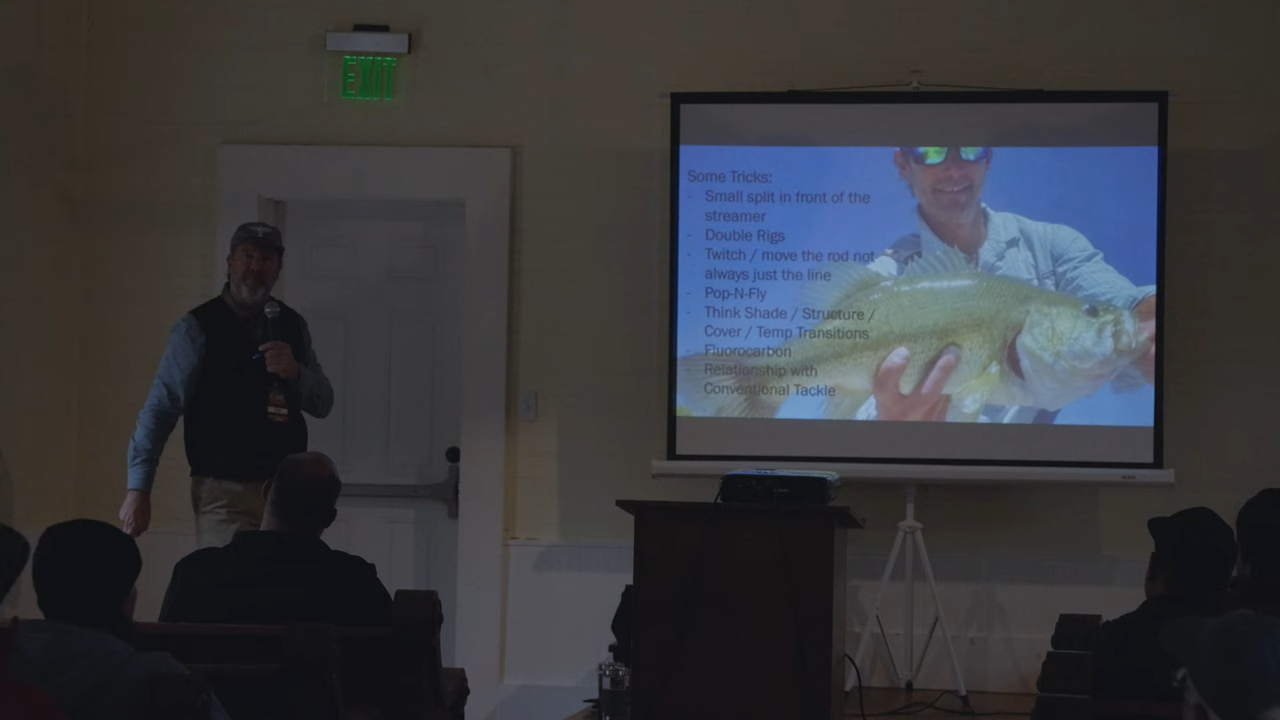 EXIT
Some Tricks:
- Small split in front of the
streamer
- Double Rigs
- Twitch / move the rod not
always just the line
- Pop-N-Fly
- Think Shade / Structure /
Cover / Temp Transitions
- Fluorocarbon
- Relationship with
Conventional Tackle